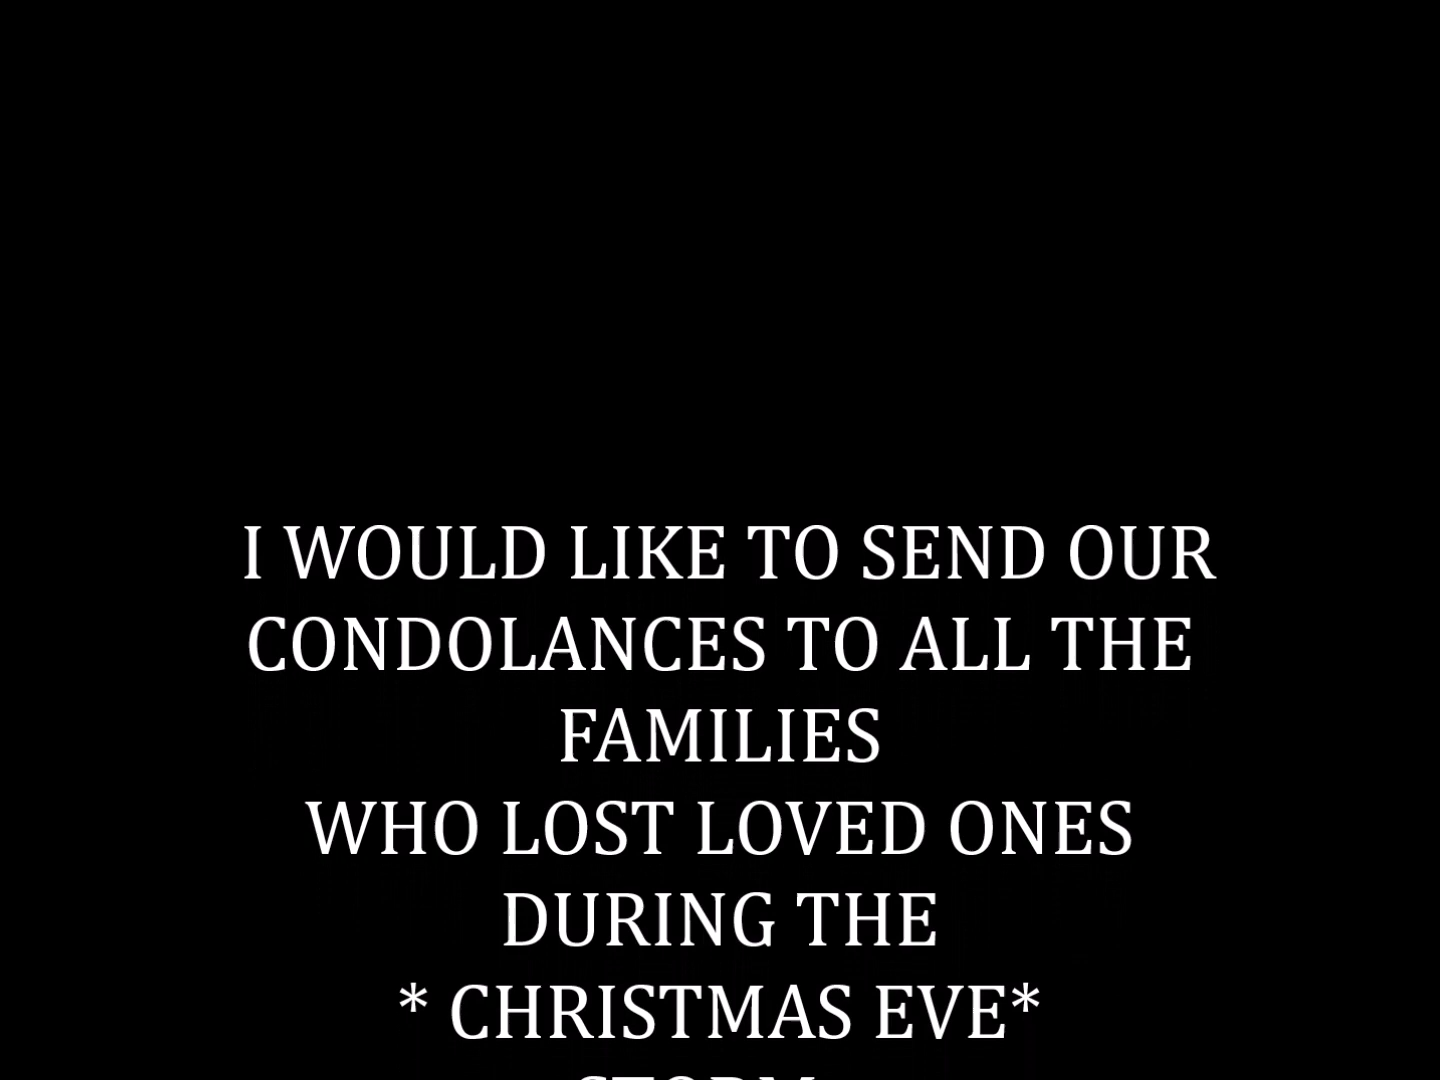 I WOULD LIKE TO SEND OUR
CONDOLANCES TO ALL THE
FAMILIES
WHO LOST LOVED ONES
DURING THE
* CHRISTMAS EVE*